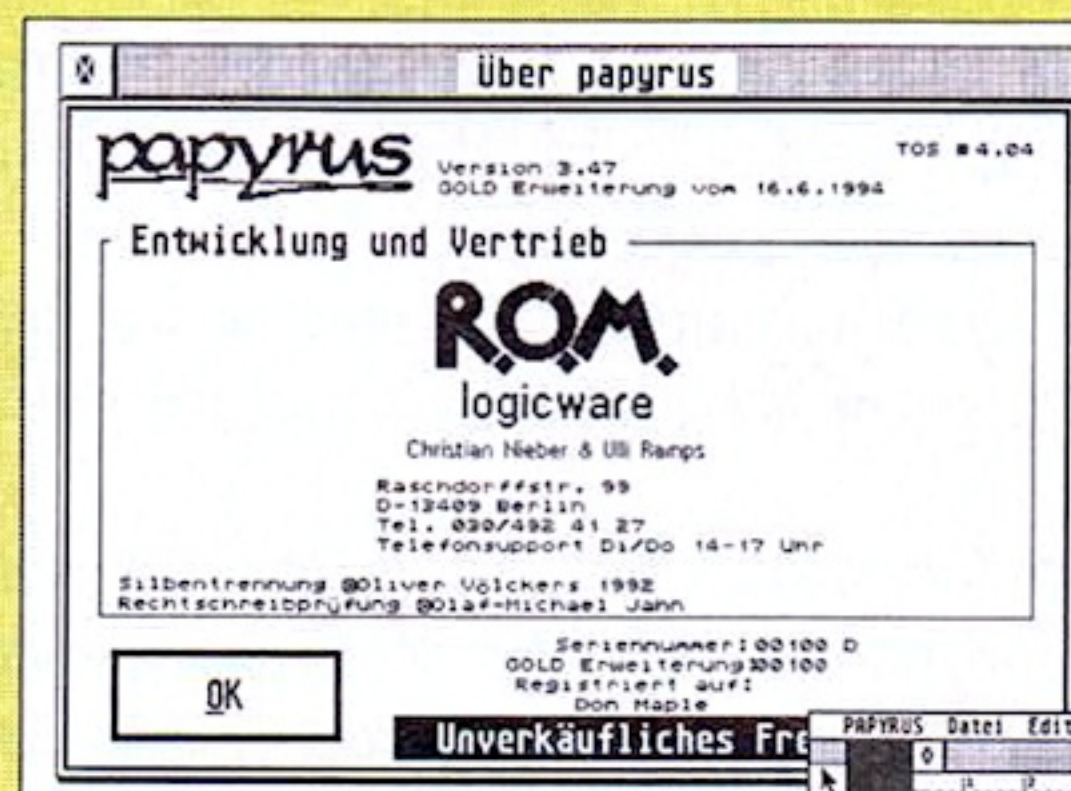 Über papyrus
papyrus
Version 3.47
GOLD Erweiterung vom 16.6.1994
TOS 4.04
Entwicklung und Vertrieb
R.O.M.
logicware
Christian Nieber & Ulli Ramps
Raschdorffstr. 99
D-13409 Berlin
Tel. 030/492 41 27
Telefonsupport Di/Do 14-17 Uhr
Silbentrennung ©Oliver Völckers 1992
Rechtschreibprüfung ©Olaf-Michael Jahn
Seriennummer: 00100 D
GOLD Erweiterung: 00100
Registriert auf:
Don Maple
OK
Unverkäufliches Fre
PAPYRUS Datei Edit
1 2